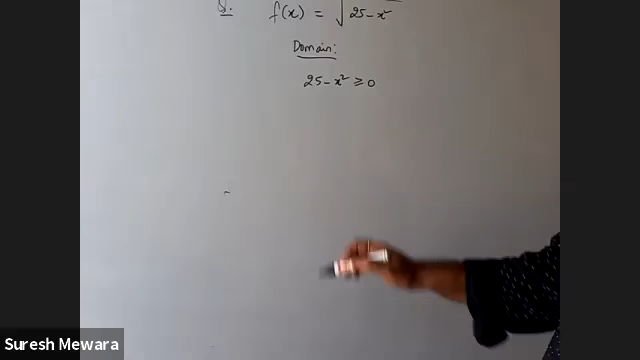 Q. f(x) = √25-x²
Domain:
25-x² ≥ 0
Suresh Mewara